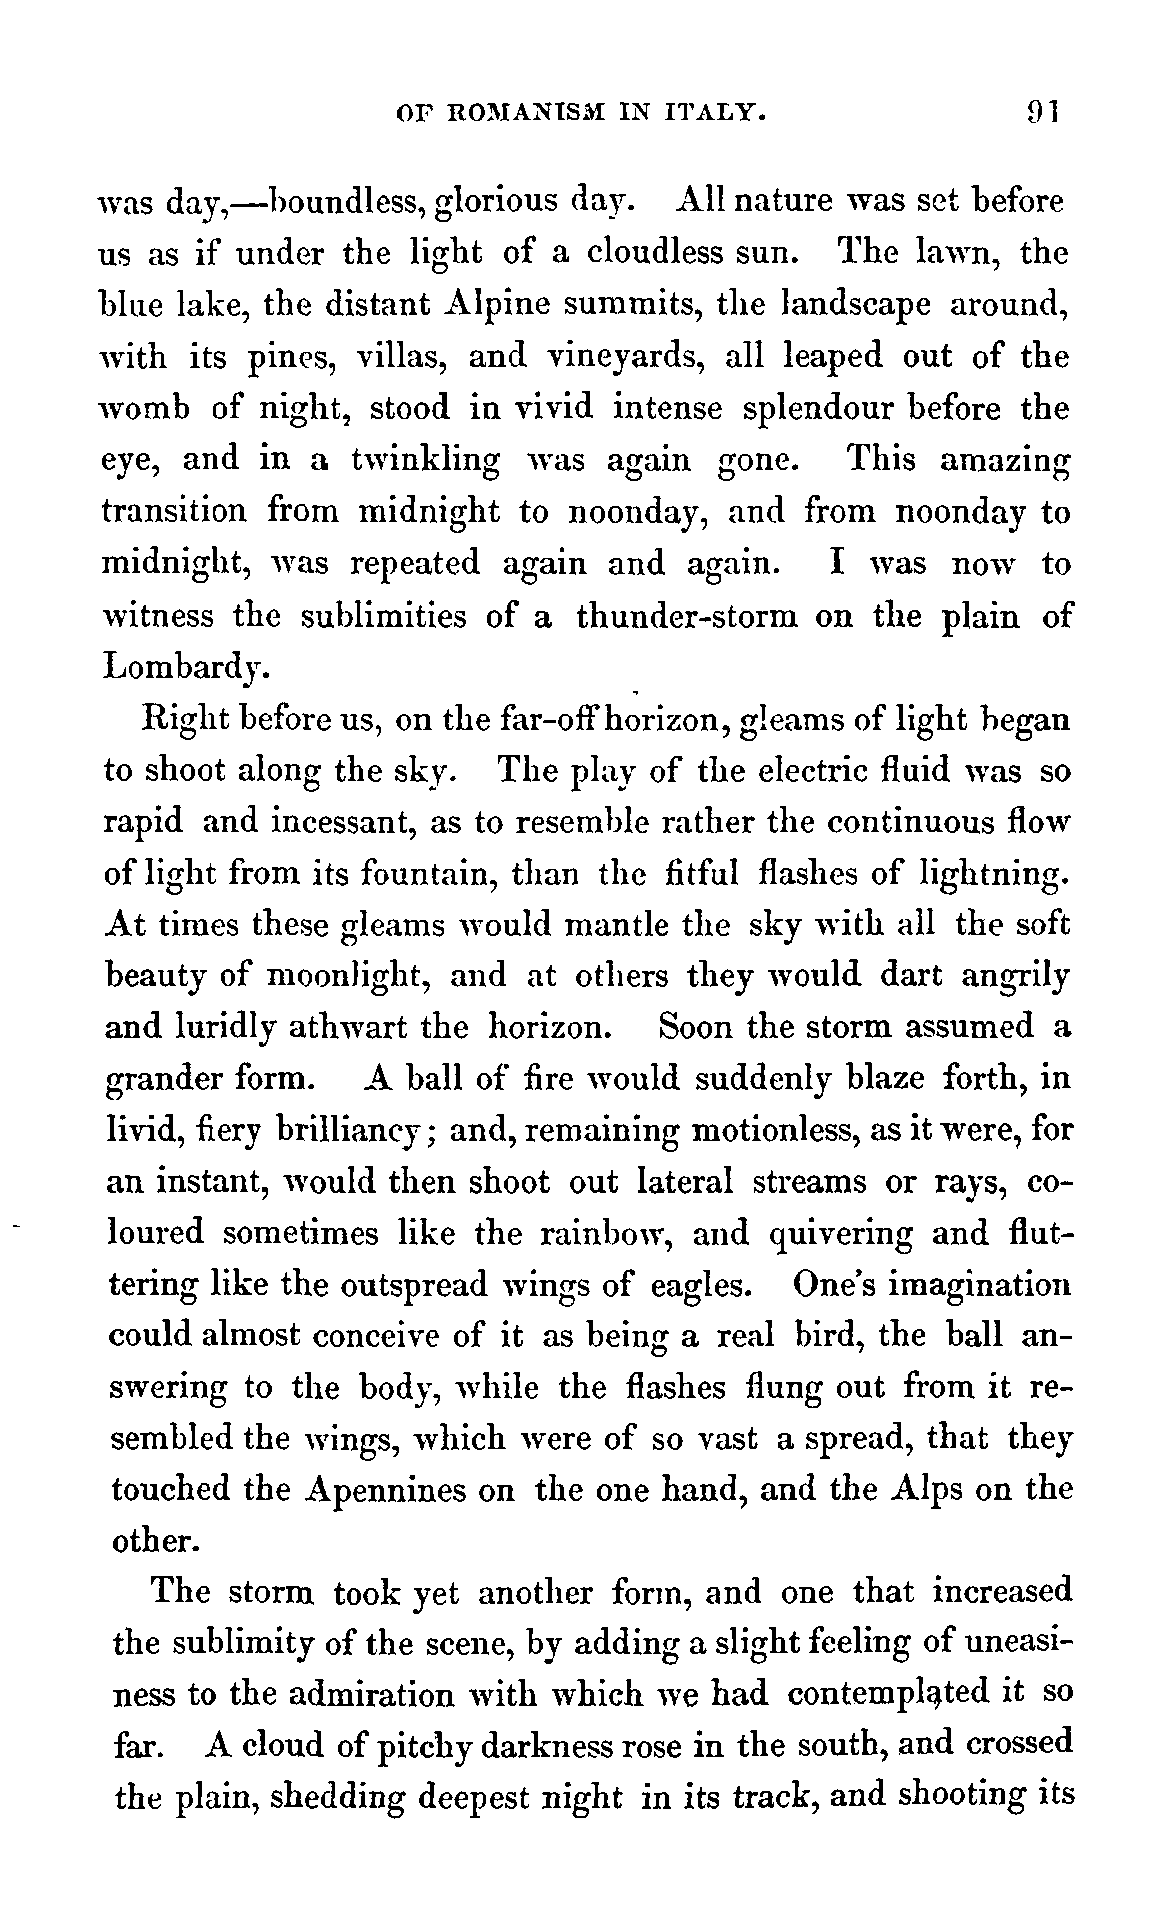 OF ROMANISM IN ITALY. 91
was day,—boundless, glorious day. All nature was set before
us as if under the light of a cloudless sun. The lawn, the
blue lake, the distant Alpine summits, the landscape around,
with its pines, villas, and vineyards, all leaped out of the
womb of night, stood in vivid intense splendour before the
eye, and in a twinkling was again gone. This amazing
transition from midnight to noonday, and from noonday to
midnight, was repeated again and again. I was now to
witness the sublimities of a thunder-storm on the plain of
Lombardy.
Right before us, on the far-off horizon, gleams of light began
to shoot along the sky. The play of the electric fluid was so
rapid and incessant, as to resemble rather the continuous flow
of light from its fountain, than the fitful flashes of lightning.
At times these gleams would mantle the sky with all the soft
beauty of moonlight, and at others they would dart angrily
and luridly athwart the horizon. Soon the storm assumed a
grander form. A ball of fire would suddenly blaze forth, in
livid, fiery brilliancy; and, remaining motionless, as it were, for
an instant, would then shoot out lateral streams or rays, co-
loured sometimes like the rainbow, and quivering and flut-
tering like the outspread wings of eagles. One's imagination
could almost conceive of it as being a real bird, the ball an-
swering to the body, while the flashes flung out from it re-
sembled the wings, which were of so vast a spread, that they
touched the Apennines on the one hand, and the Alps on the
other.
The storm took yet another form, and one that increased
the sublimity of the scene, by adding a slight feeling of uneasi-
ness to the admiration with which we had contemplated it so
far. A cloud of pitchy darkness rose in the south, and crossed
the plain, shedding deepest night in its track, and shooting its